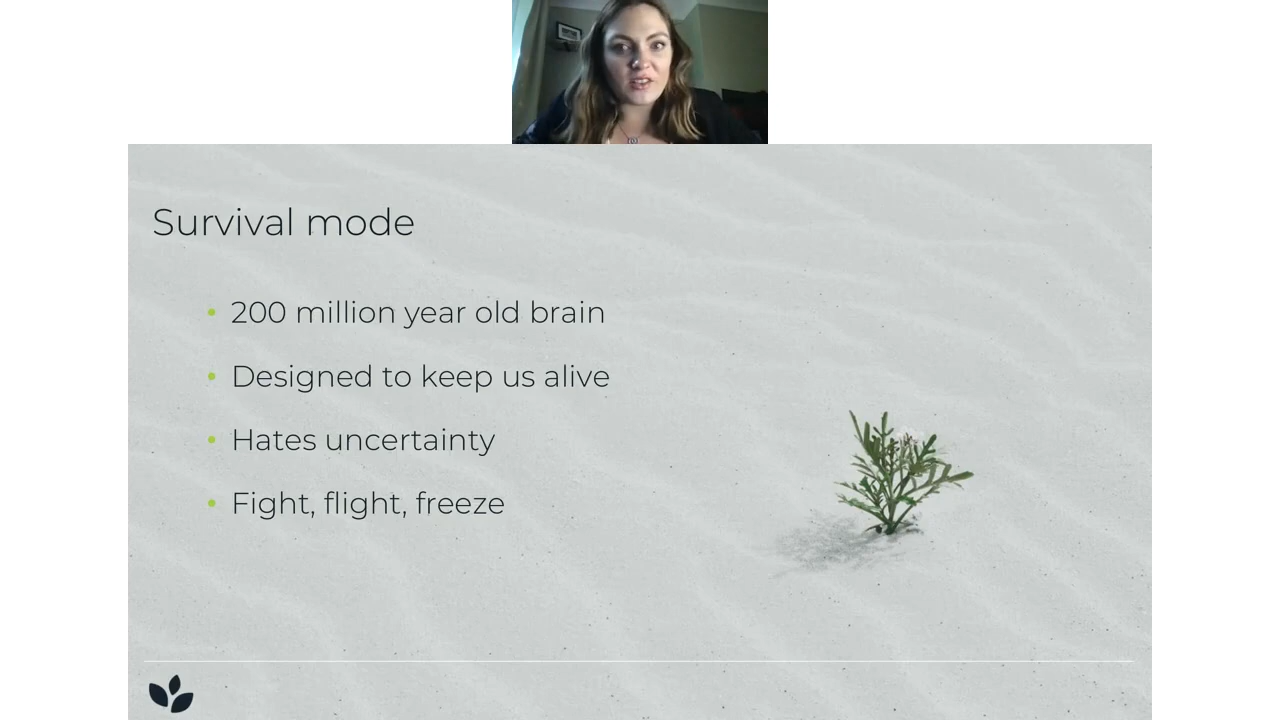 Survival mode
• 200 million year old brain
• Designed to keep us alive
• Hates uncertainty
• Fight, flight, freeze